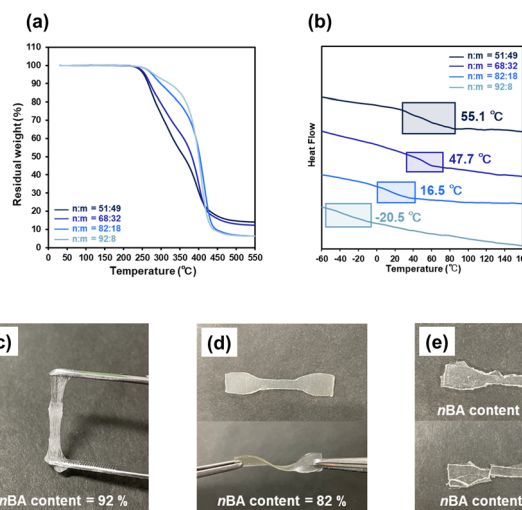 (a)
110
100
90
80
70
60
50
40
30
20
10
0
Residual weight (%)
n:m = 51:49
n:m = 68:32
n:m = 82:18
n:m = 92:8
0 50 100 150 200 250 300 350 400 450 500 550
Temperature (°C)
(b)
Heat Flow
n:m = 51:49
n:m = 68:32
n:m = 82:18
n:m = 92:8
55.1 °C
47.7 °C
16.5 °C
-20.5 °C
-60 -40 -20 0 20 40 60 80 100 120 140 160
Temperature (°C)
c)
nBA content = 92 %
(d)
nBA content = 82 %
(e)
nBA content
nBA content